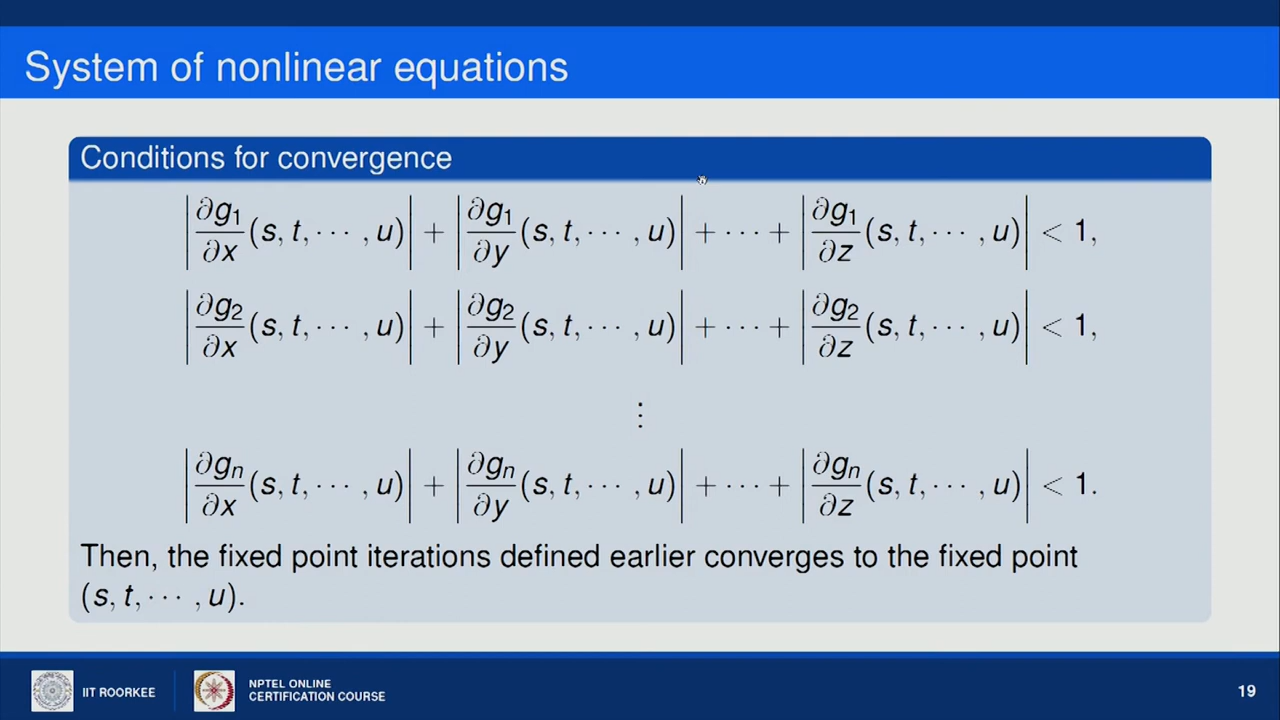 System of nonlinear equations
Conditions for convergence
|∂g₁/∂x (s, t, ⋯ , u)| + |∂g₁/∂y (s, t, ⋯ , u)| + ⋯ + |∂g₁/∂z (s, t, ⋯ , u)| < 1,
|∂g₂/∂x (s, t, ⋯ , u)| + |∂g₂/∂y (s, t, ⋯ , u)| + ⋯ + |∂g₂/∂z (s, t, ⋯ , u)| < 1,
⋮
|∂gₙ/∂x (s, t, ⋯ , u)| + |∂gₙ/∂y (s, t, ⋯ , u)| + ⋯ + |∂gₙ/∂z (s, t, ⋯ , u)| < 1.
Then, the fixed point iterations defined earlier converges to the fixed point
(s, t, ⋯ , u).
IIT ROORKEE
NPTEL ONLINE
CERTIFICATION COURSE
19